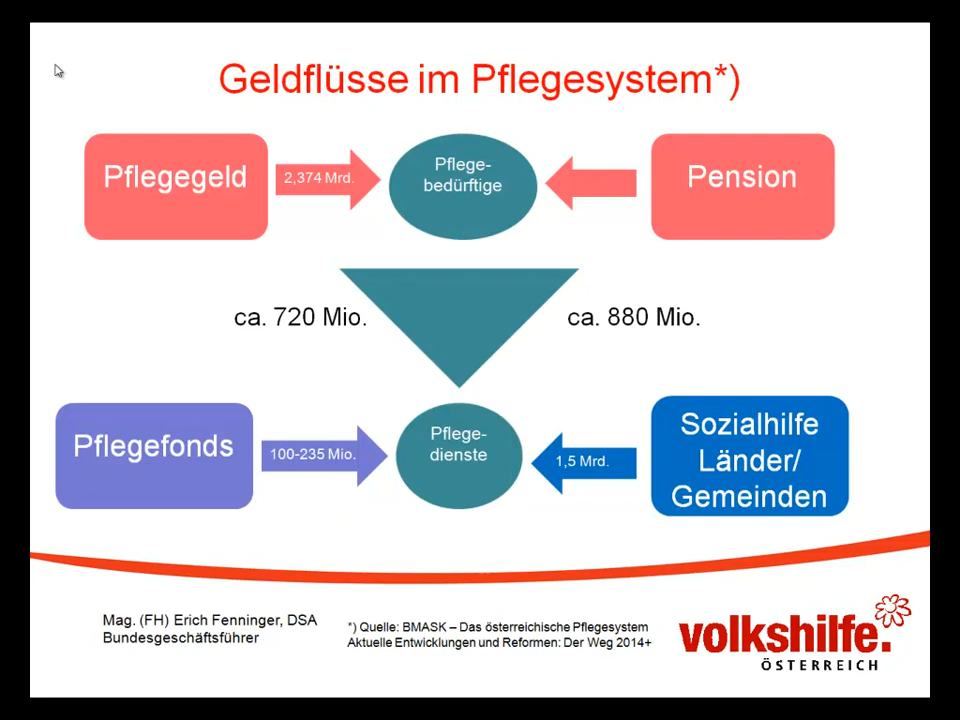 Geldflüsse im Pflegesystem*)
Pflegegeld
2,374 Mrd.
Pflege-
bedürftige
Pension
ca. 720 Mio.
ca. 880 Mio.
Pflegefonds
100-235 Mio.
Pflege-
dienste
1,5 Mrd.
Sozialhilfe
Länder/
Gemeinden
Mag. (FH) Erich Fenninger, DSA
Bundesgeschäftsführer
*) Quelle: BMASK – Das österreichische Pflegesystem
Aktuelle Entwicklungen und Reformen: Der Weg 2014+
volkshilfe.
ÖSTERREICH